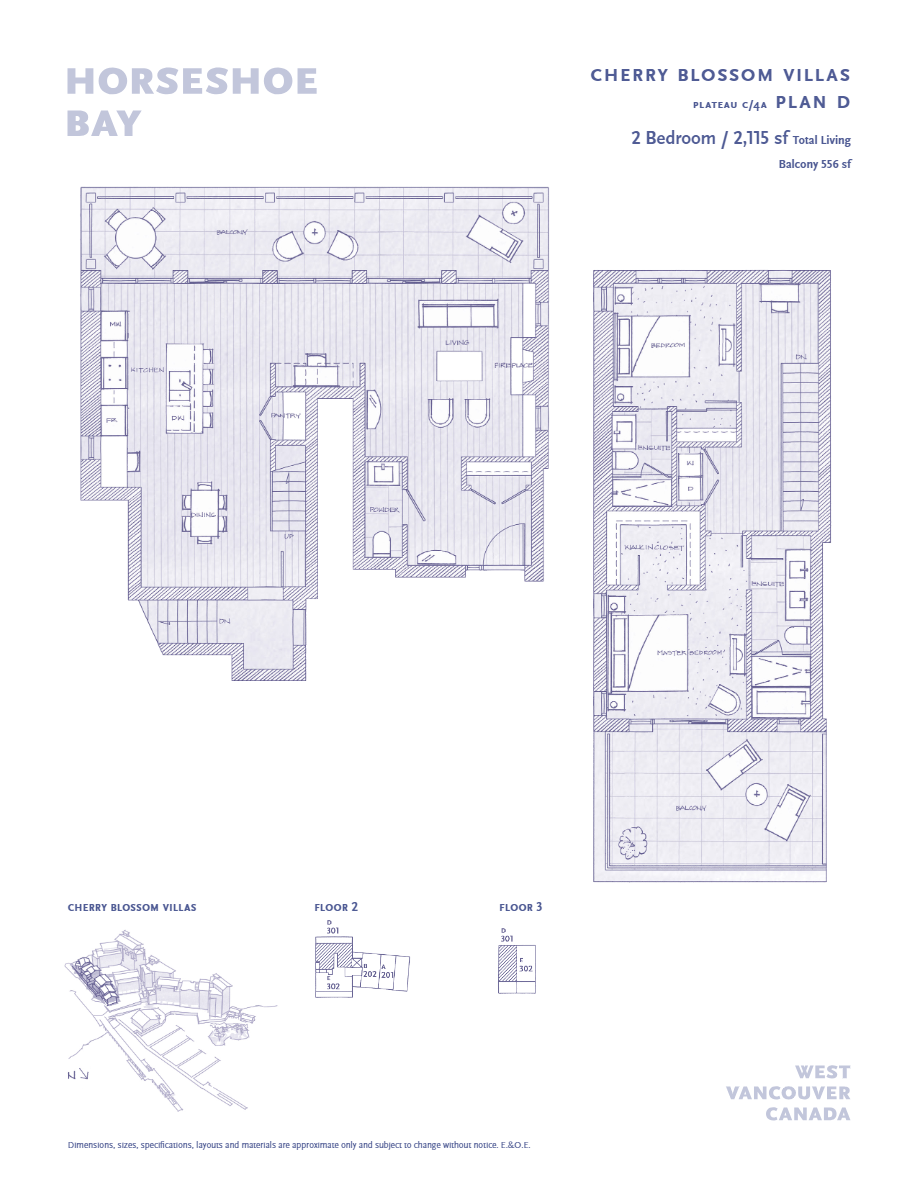 HORSESHOE
BAY
CHERRY BLOSSOM VILLAS
PLATEAU C/4A PLAN D
2 Bedroom / 2,115 sf Total Living
Balcony 556 sf
BALCONY
MW
KITCHEN
DW
LIVING
FIREPLACE
PANTRY
DINING
POWDER
UP
DN
BEDROOM
DN
ENSUITE
W
D
WALK IN CLOSET
ENSUITE
MASTER BEDROOM
BALCONY
CHERRY BLOSSOM VILLAS
N
FLOOR 2
D
301
B
202
A
201
E
302
FLOOR 3
D
301
E
302
WEST
VANCOUVER
CANADA
Dimensions, sizes, specifications, layouts and materials are approximate only and subject to change without notice. E.&O.E.